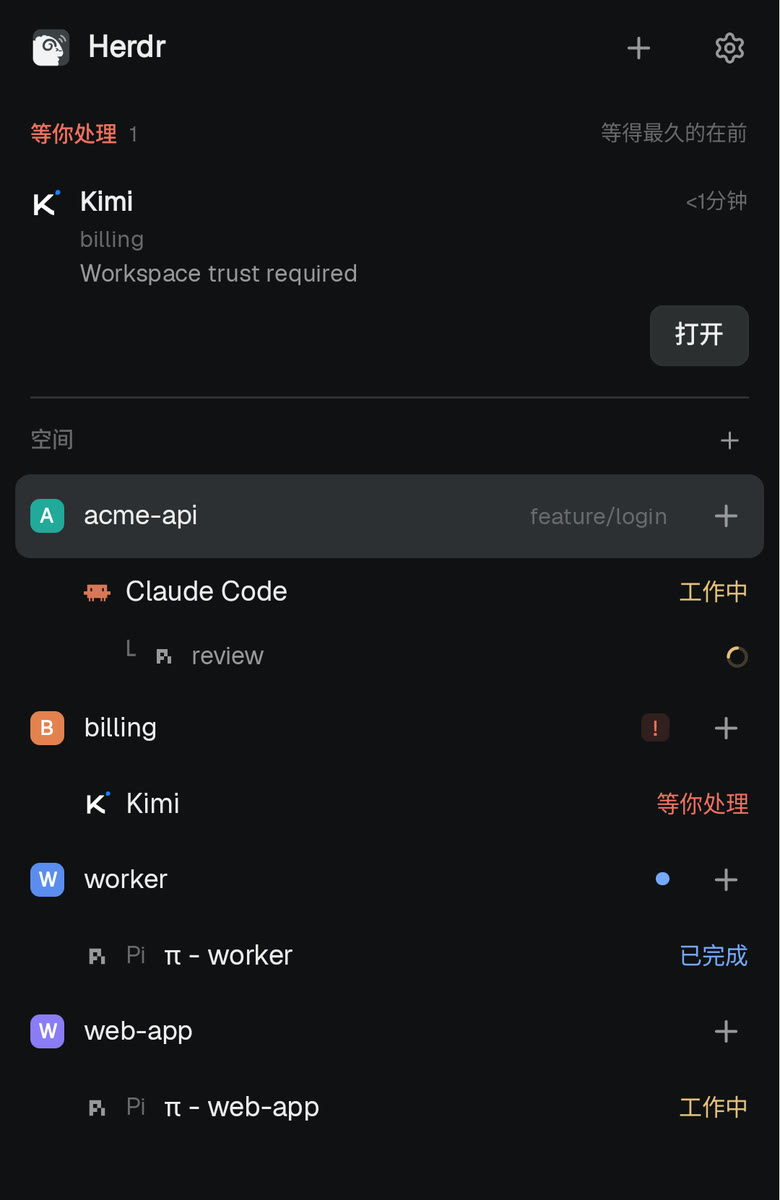 Herdr
等你处理 1 等得最久的在前
Kimi <1分钟
billing
Workspace trust required
打开
空间
A acme-api feature/login
Claude Code 工作中
review
B billing !
Kimi 等你处理
W worker
Pi π - worker 已完成
W web-app
Pi π - web-app 工作中